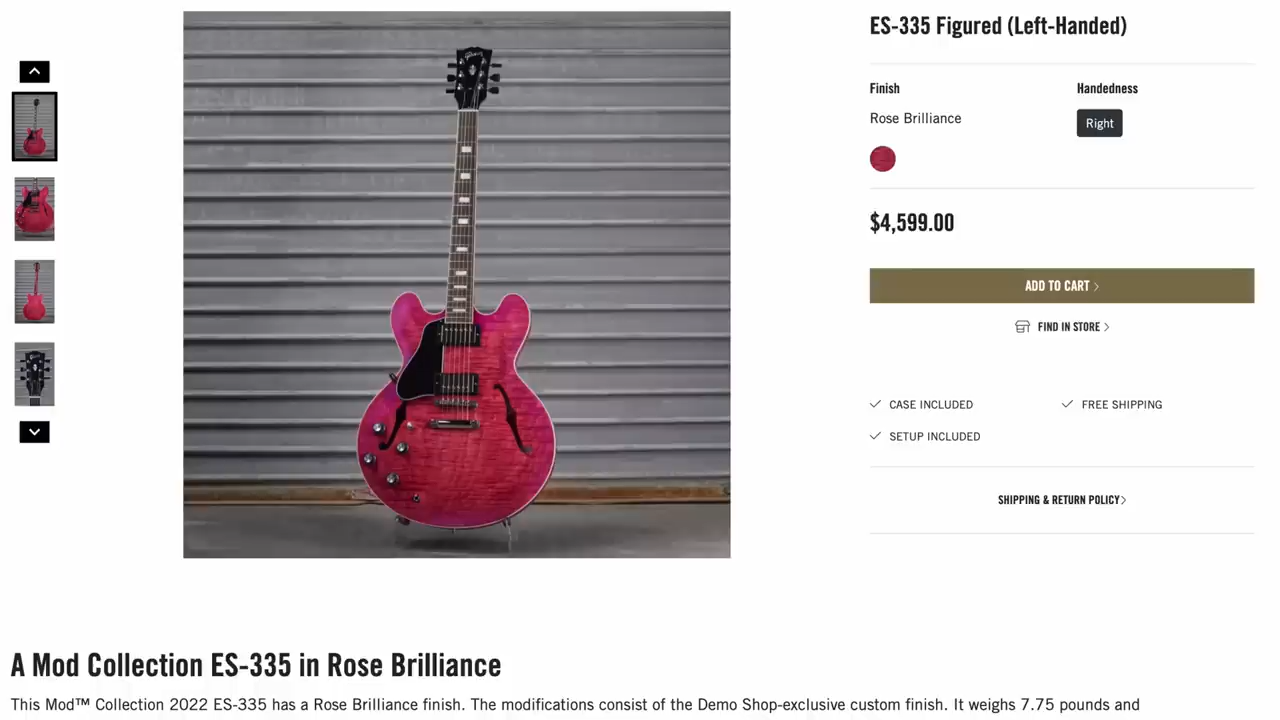 ES-335 Figured (Left-Handed)
Finish
Handedness
Rose Brilliance
Right
$4,599.00
ADD TO CART
FIND IN STORE
CASE INCLUDED
FREE SHIPPING
SETUP INCLUDED
SHIPPING & RETURN POLICY
A Mod Collection ES-335 in Rose Brilliance
This Mod™ Collection 2022 ES-335 has a Rose Brilliance finish. The modifications consist of the Demo Shop-exclusive custom finish. It weighs 7.75 pounds and